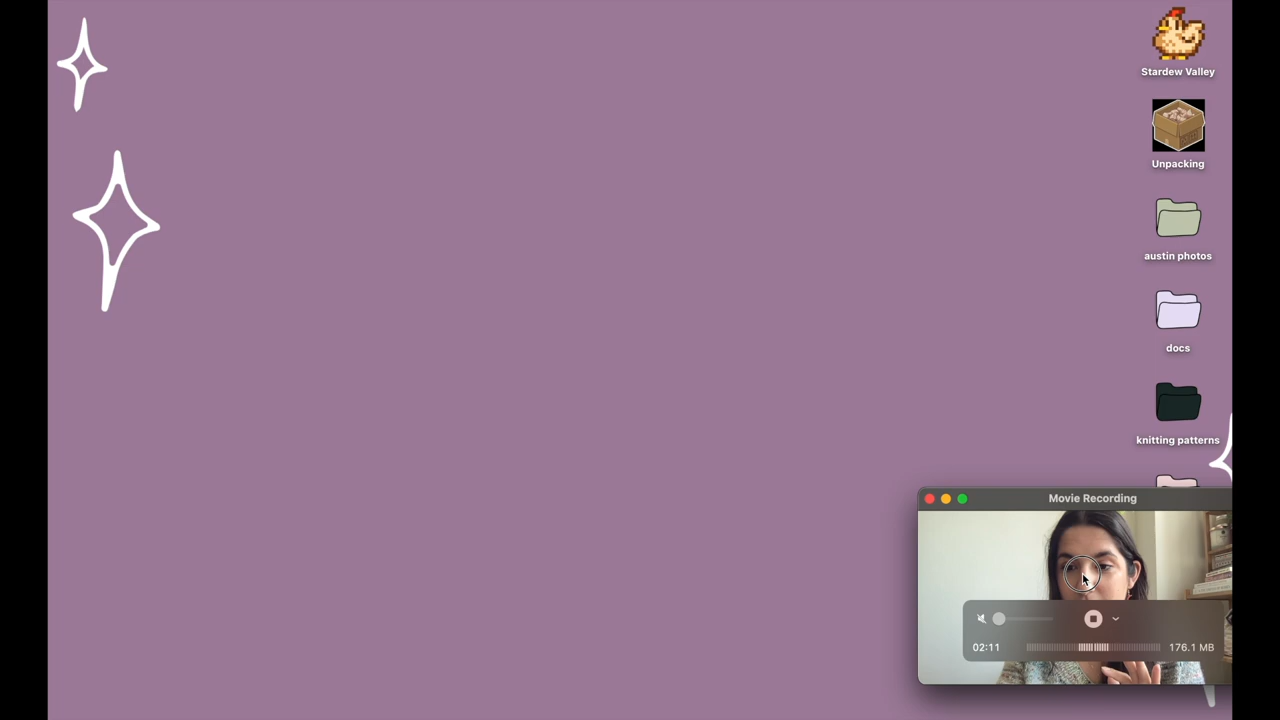 Stardew Valley
Unpacking
austin photos
docs
knitting patterns
Movie Recording
02:11
176.1 MB